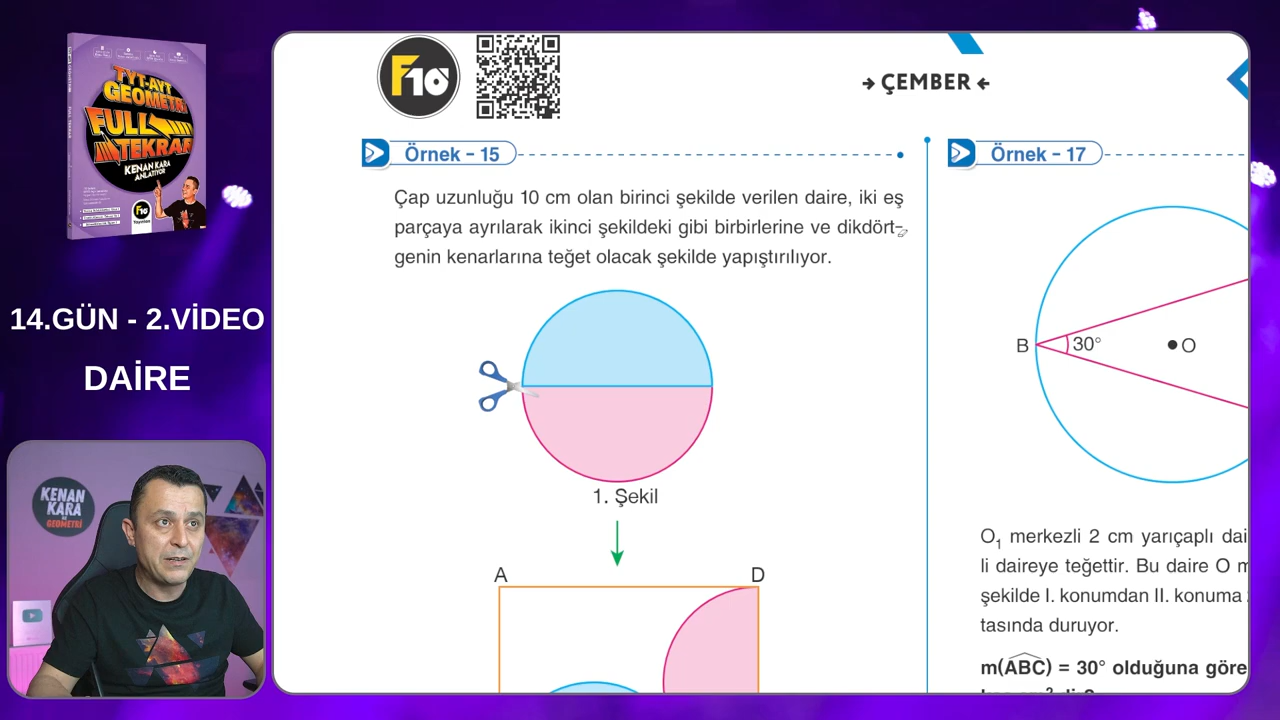 TYT-AYT
GEOMETRİ
FULL
TEKRAR
KENAN KARA
ANLATIYOR
F10
14.GÜN - 2.VİDEO
DAİRE
KENAN
KARA
GEOMETRİ
F10
ÇEMBER
Örnek - 15
Çap uzunluğu 10 cm olan birinci şekilde verilen daire, iki eş
parçaya ayrılarak ikinci şekildeki gibi birbirlerine ve dikdört-
genin kenarlarına teğet olacak şekilde yapıştırılıyor.
1. Şekil
A
D
Örnek - 17
B
30°
O
O1 merkezli 2 cm yarıçaplı dai
li daireye teğettir. Bu daire O m
şekilde I. konumdan II. konuma
tasında duruyor.
m(ABC) = 30° olduğuna göre